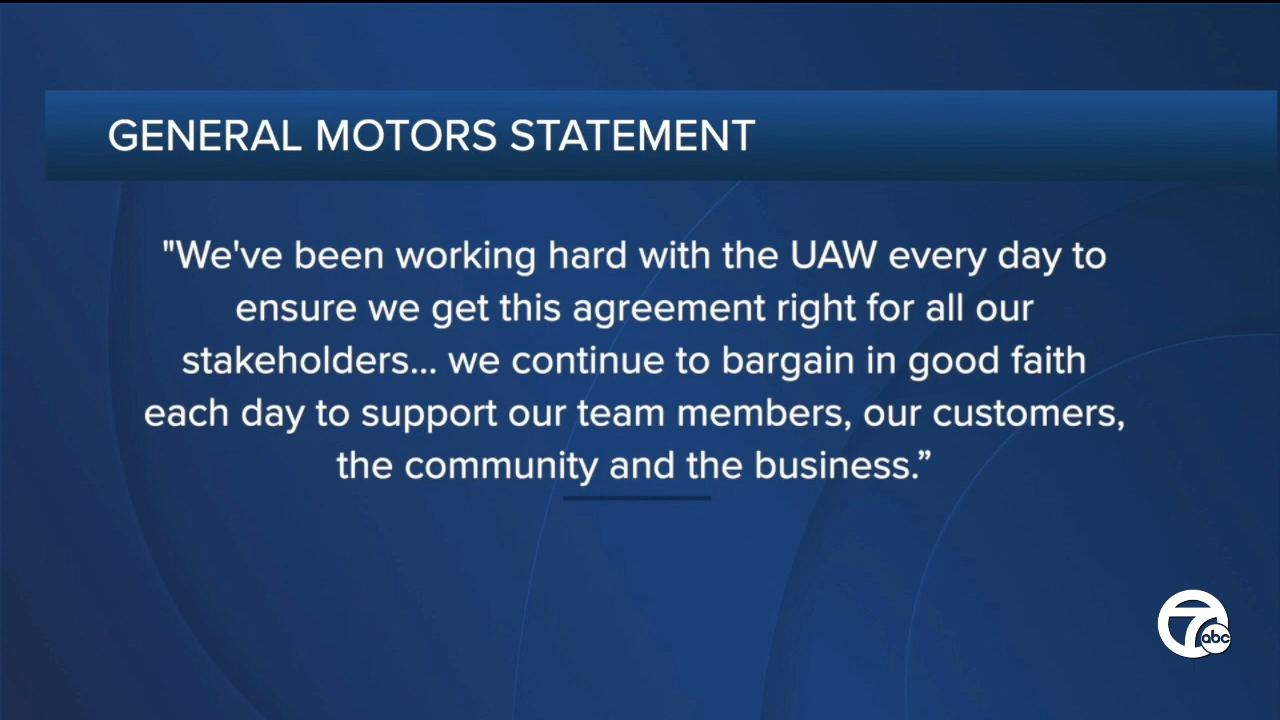 GENERAL MOTORS STATEMENT
"We've been working hard with the UAW every day to
ensure we get this agreement right for all our
stakeholders... we continue to bargain in good faith
each day to support our team members, our customers,
the community and the business.”
7 abc